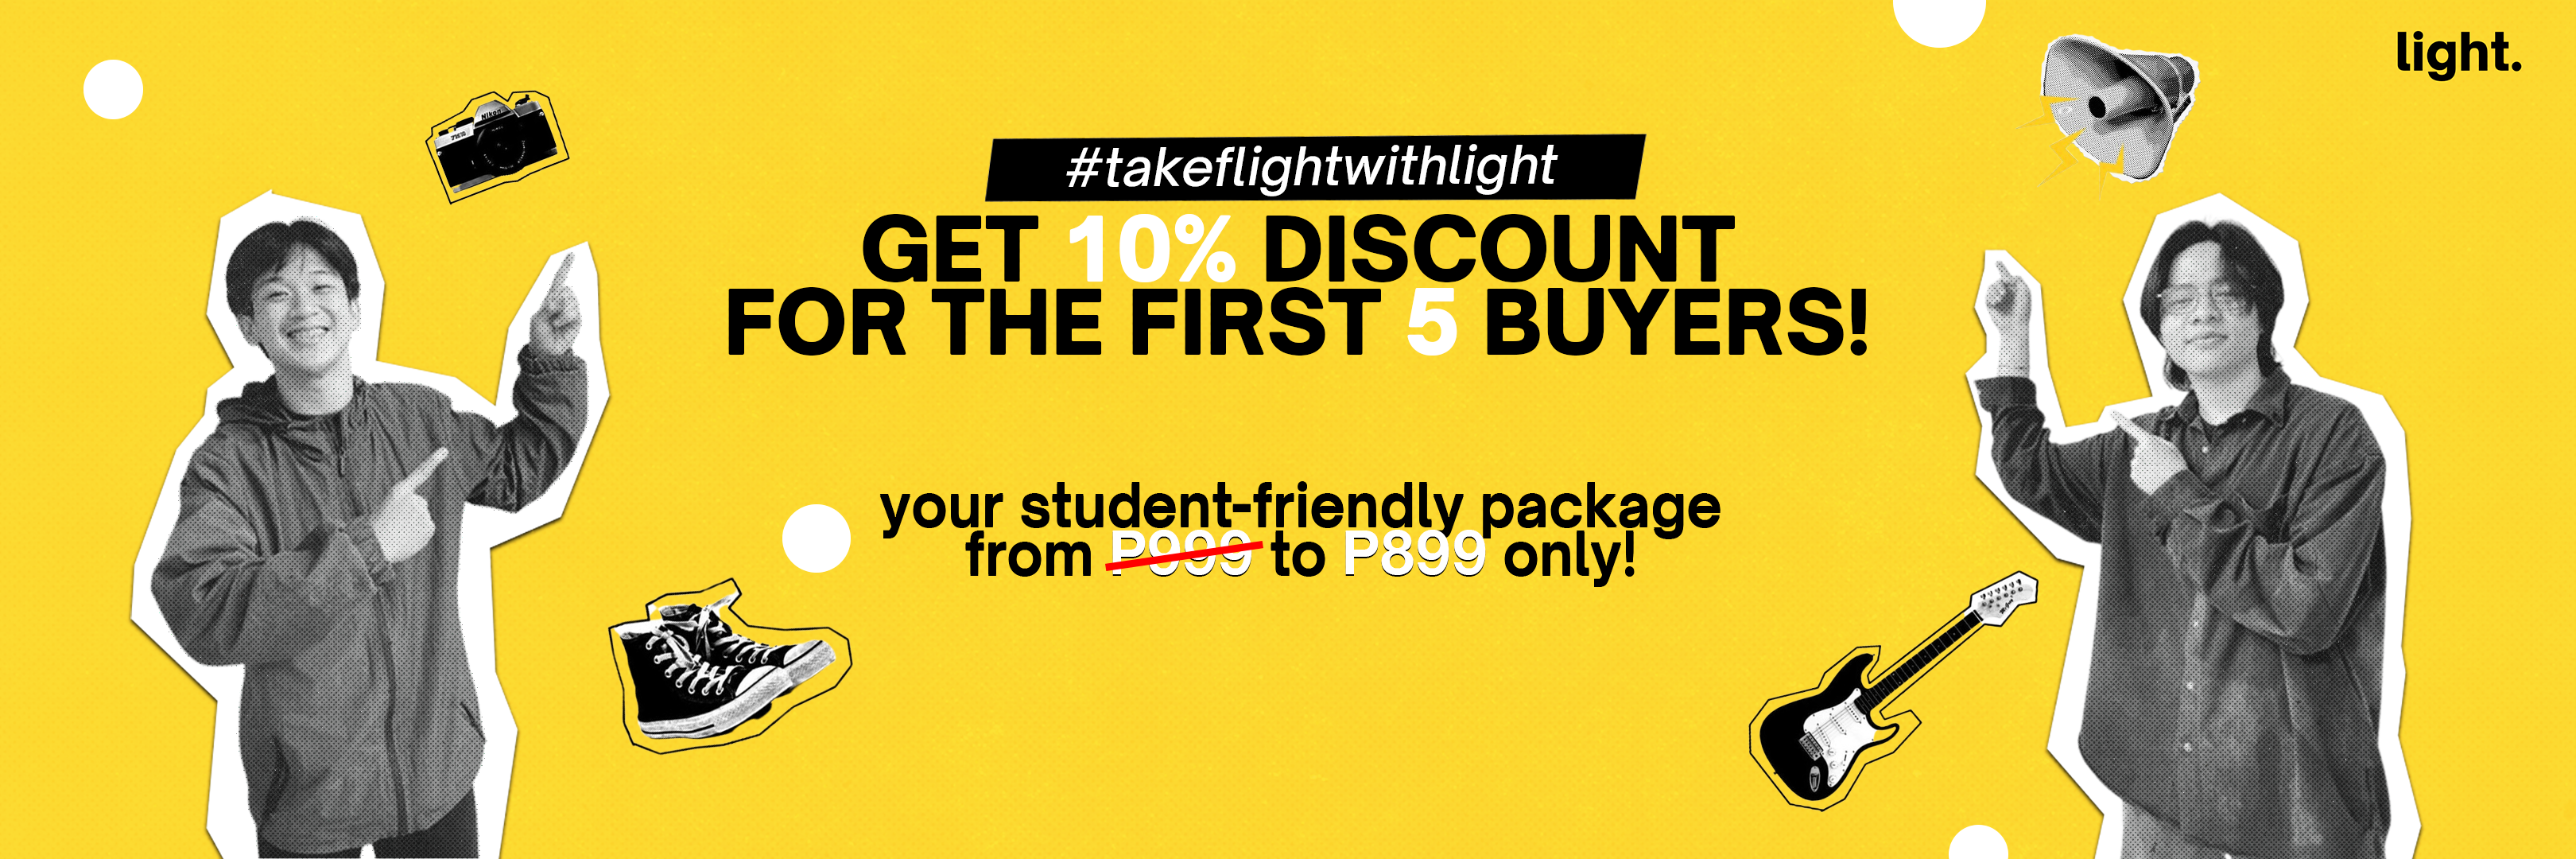 light.
Nikon
#takeflightwithlight
GET 10% DISCOUNT
FOR THE FIRST 5 BUYERS!
your student-friendly package
from P999 to P899 only!